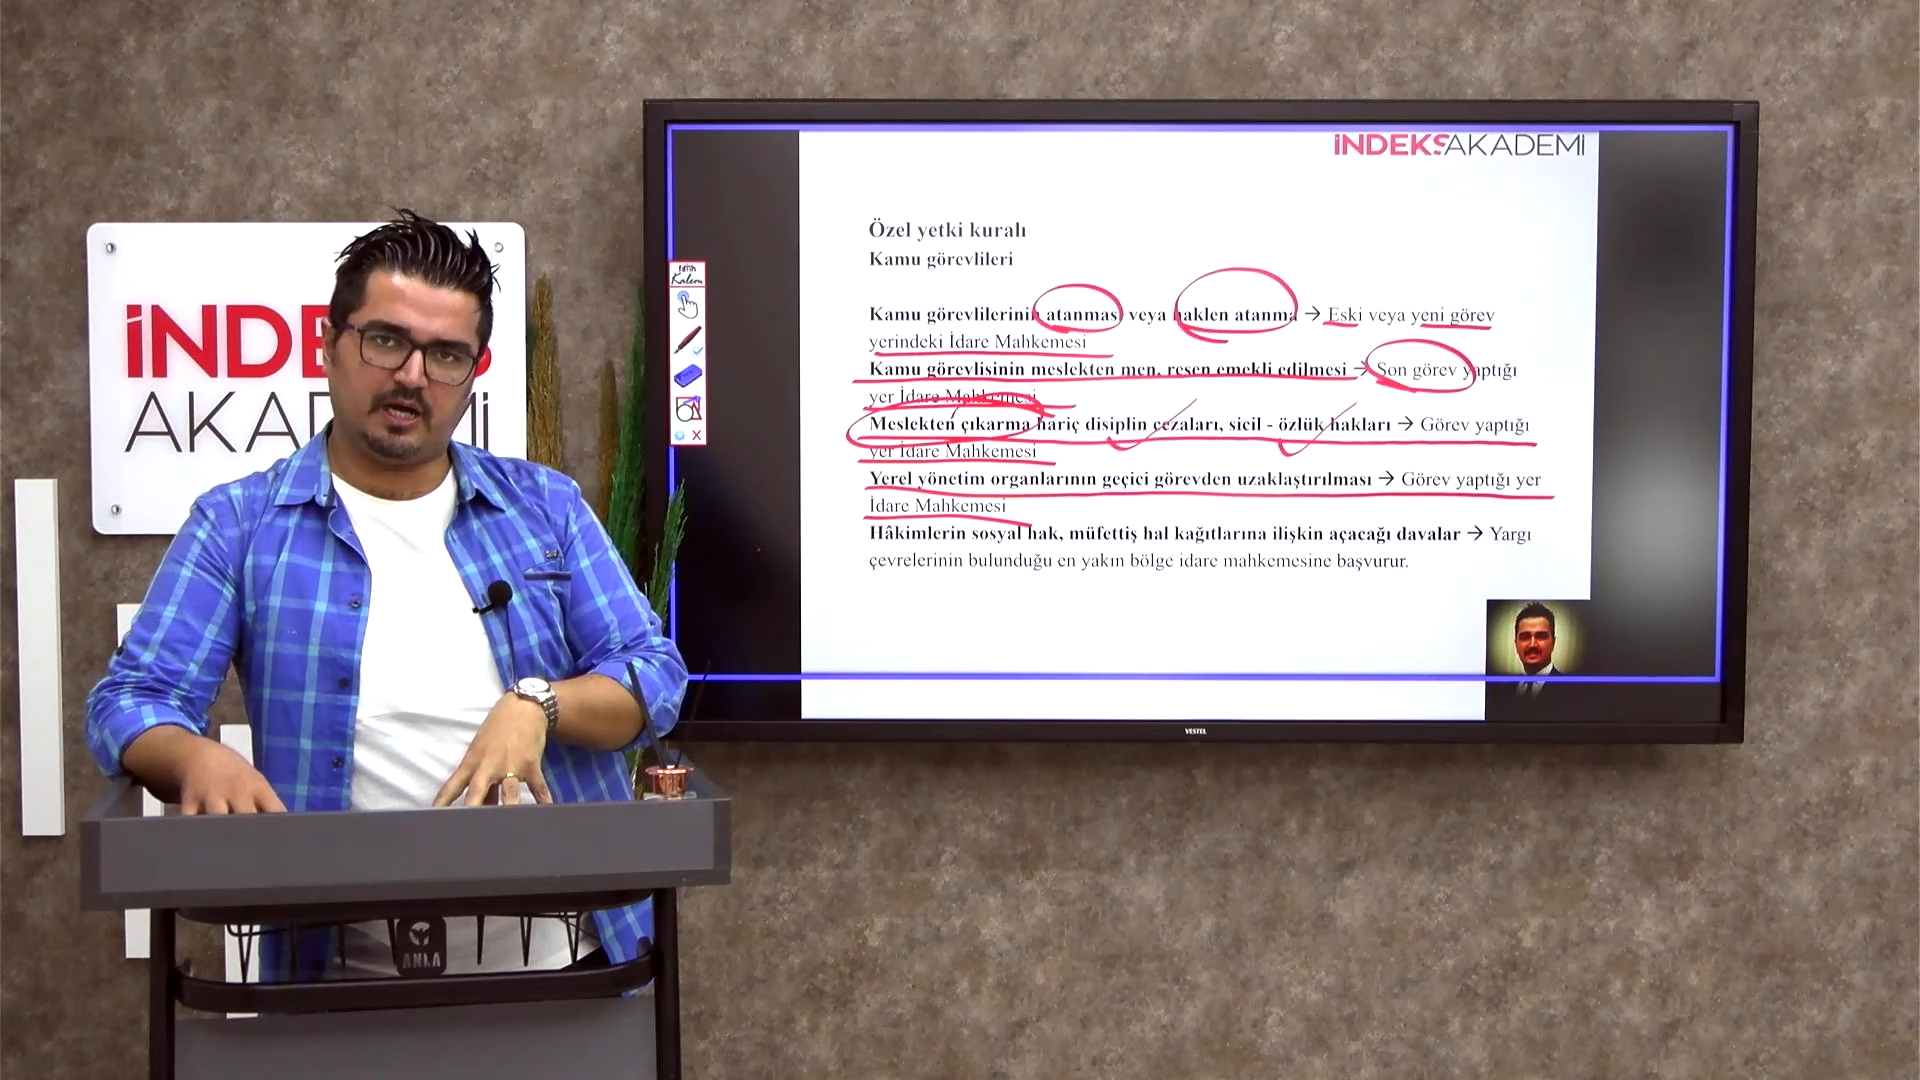 İNDEKSAKADEMİ
Özel yetki kuralı
Kamu görevlileri
Kamu görevlilerinin atanması veya naklen atanma → Eski veya yeni görev
yerindeki İdare Mahkemesi
Kamu görevlisinin meslekten men, resen emekli edilmesi → Son görev yaptığı
yer İdare Mahkemesi
Meslekten çıkarma hariç disiplin cezaları, sicil - özlük hakları → Görev yaptığı
yer İdare Mahkemesi
Yerel yönetim organlarının geçici görevden uzaklaştırılması → Görev yaptığı yer
İdare Mahkemesi
Hâkimlerin sosyal hak, müfettiş hal kağıtlarına ilişkin açacağı davalar → Yargı
çevrelerinin bulunduğu en yakın bölge idare mahkemesine başvurur.
Kalem
VESTEL
İNDE S
AKADEMİ